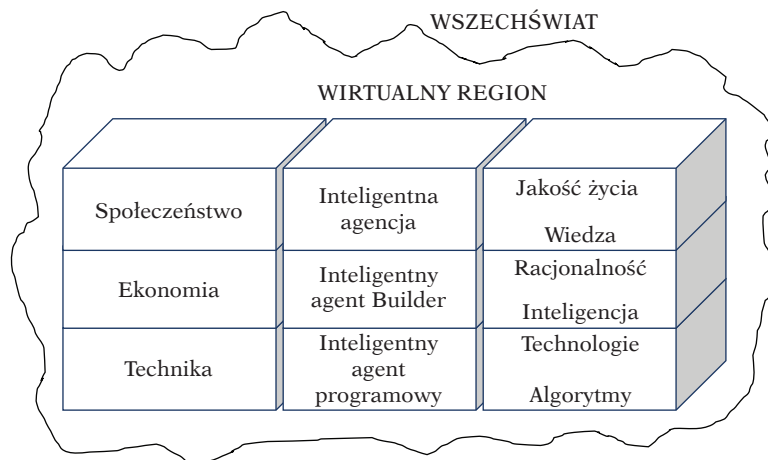 WSZECHŚWIAT
WIRTUALNY REGION
Społeczeństwo
Inteligentna
agencja
Jakość życia
Wiedza
Ekonomia
Inteligentny
agent Builder
Racjonalność
Inteligencja
Technika
Inteligentny
agent
programowy
Technologie
Algorytmy